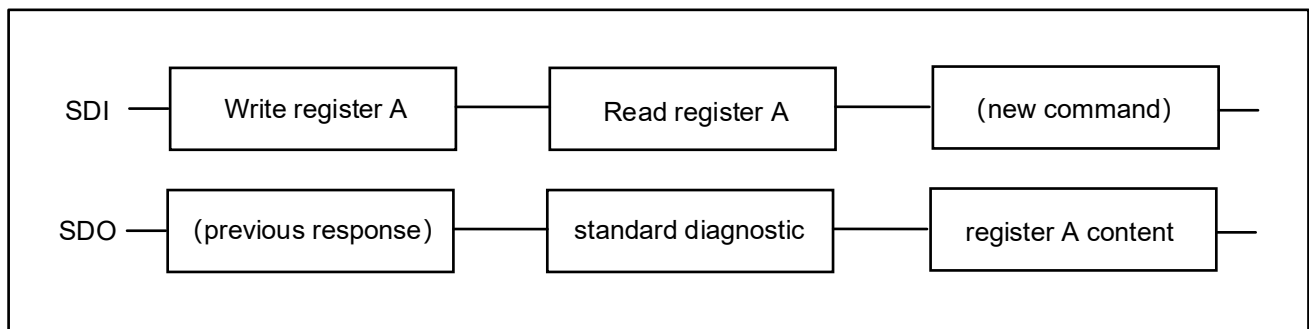 SDI Write register A Read register A (new command)
SDO (previous response) standard diagnostic register A content